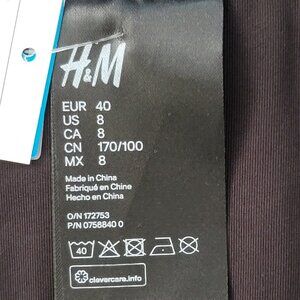 H&M
EUR 40
US 8
CA 8
CN 170/100
MX 8
Made in China
Fabriqué en Chine
Hecho en China
O/N 172753
P/N 0758840 0
40
clevercare.info